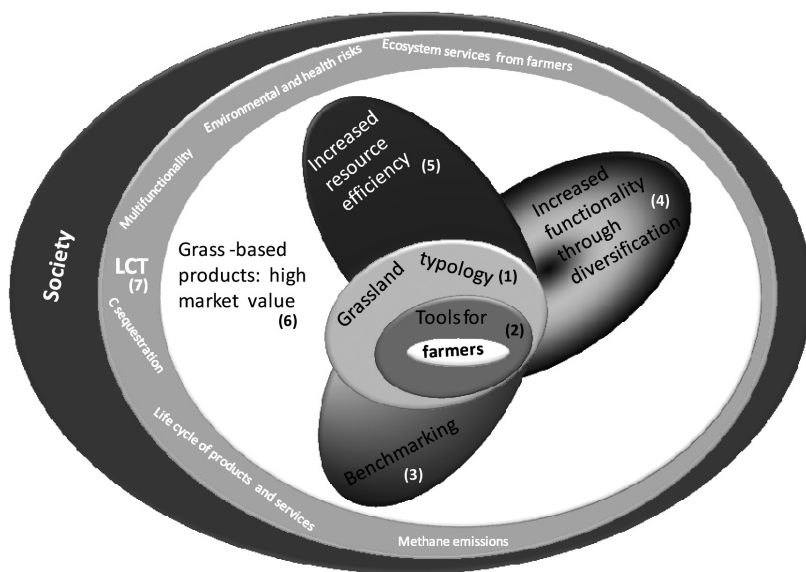 Ecosystem services from farmers
Environmental and health risks
Multifunctionality
Society
LCT
(7)
C sequestration
Life cycle of products and services
Methane emissions
Increased
resource
efficiency
(5)
Increased
functionality
through
diversification
(4)
Grass -based
products: high
market value
(6)
Grassland typology (1)
Tools for
(2)
farmers
Benchmarking
(3)